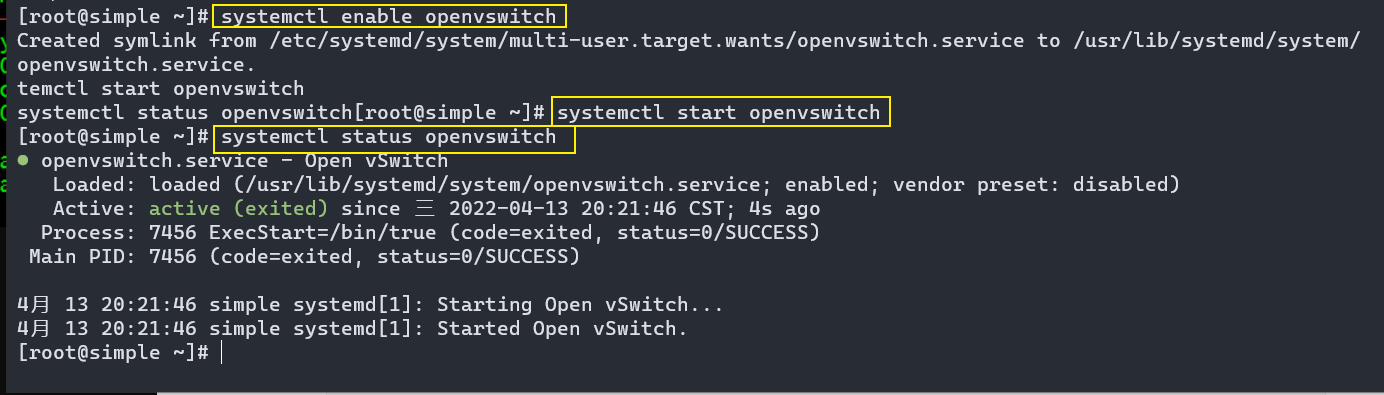 [root@simple ~]# systemctl enable openvswitch
Created symlink from /etc/systemd/system/multi-user.target.wants/openvswitch.service to /usr/lib/systemd/system/
openvswitch.service.
temctl start openvswitch
systemctl status openvswitch[root@simple ~]# systemctl start openvswitch
[root@simple ~]# systemctl status openvswitch
● openvswitch.service - Open vSwitch
   Loaded: loaded (/usr/lib/systemd/system/openvswitch.service; enabled; vendor preset: disabled)
   Active: active (exited) since 三 2022-04-13 20:21:46 CST; 4s ago
  Process: 7456 ExecStart=/bin/true (code=exited, status=0/SUCCESS)
 Main PID: 7456 (code=exited, status=0/SUCCESS)

4月 13 20:21:46 simple systemd[1]: Starting Open vSwitch...
4月 13 20:21:46 simple systemd[1]: Started Open vSwitch.
[root@simple ~]#